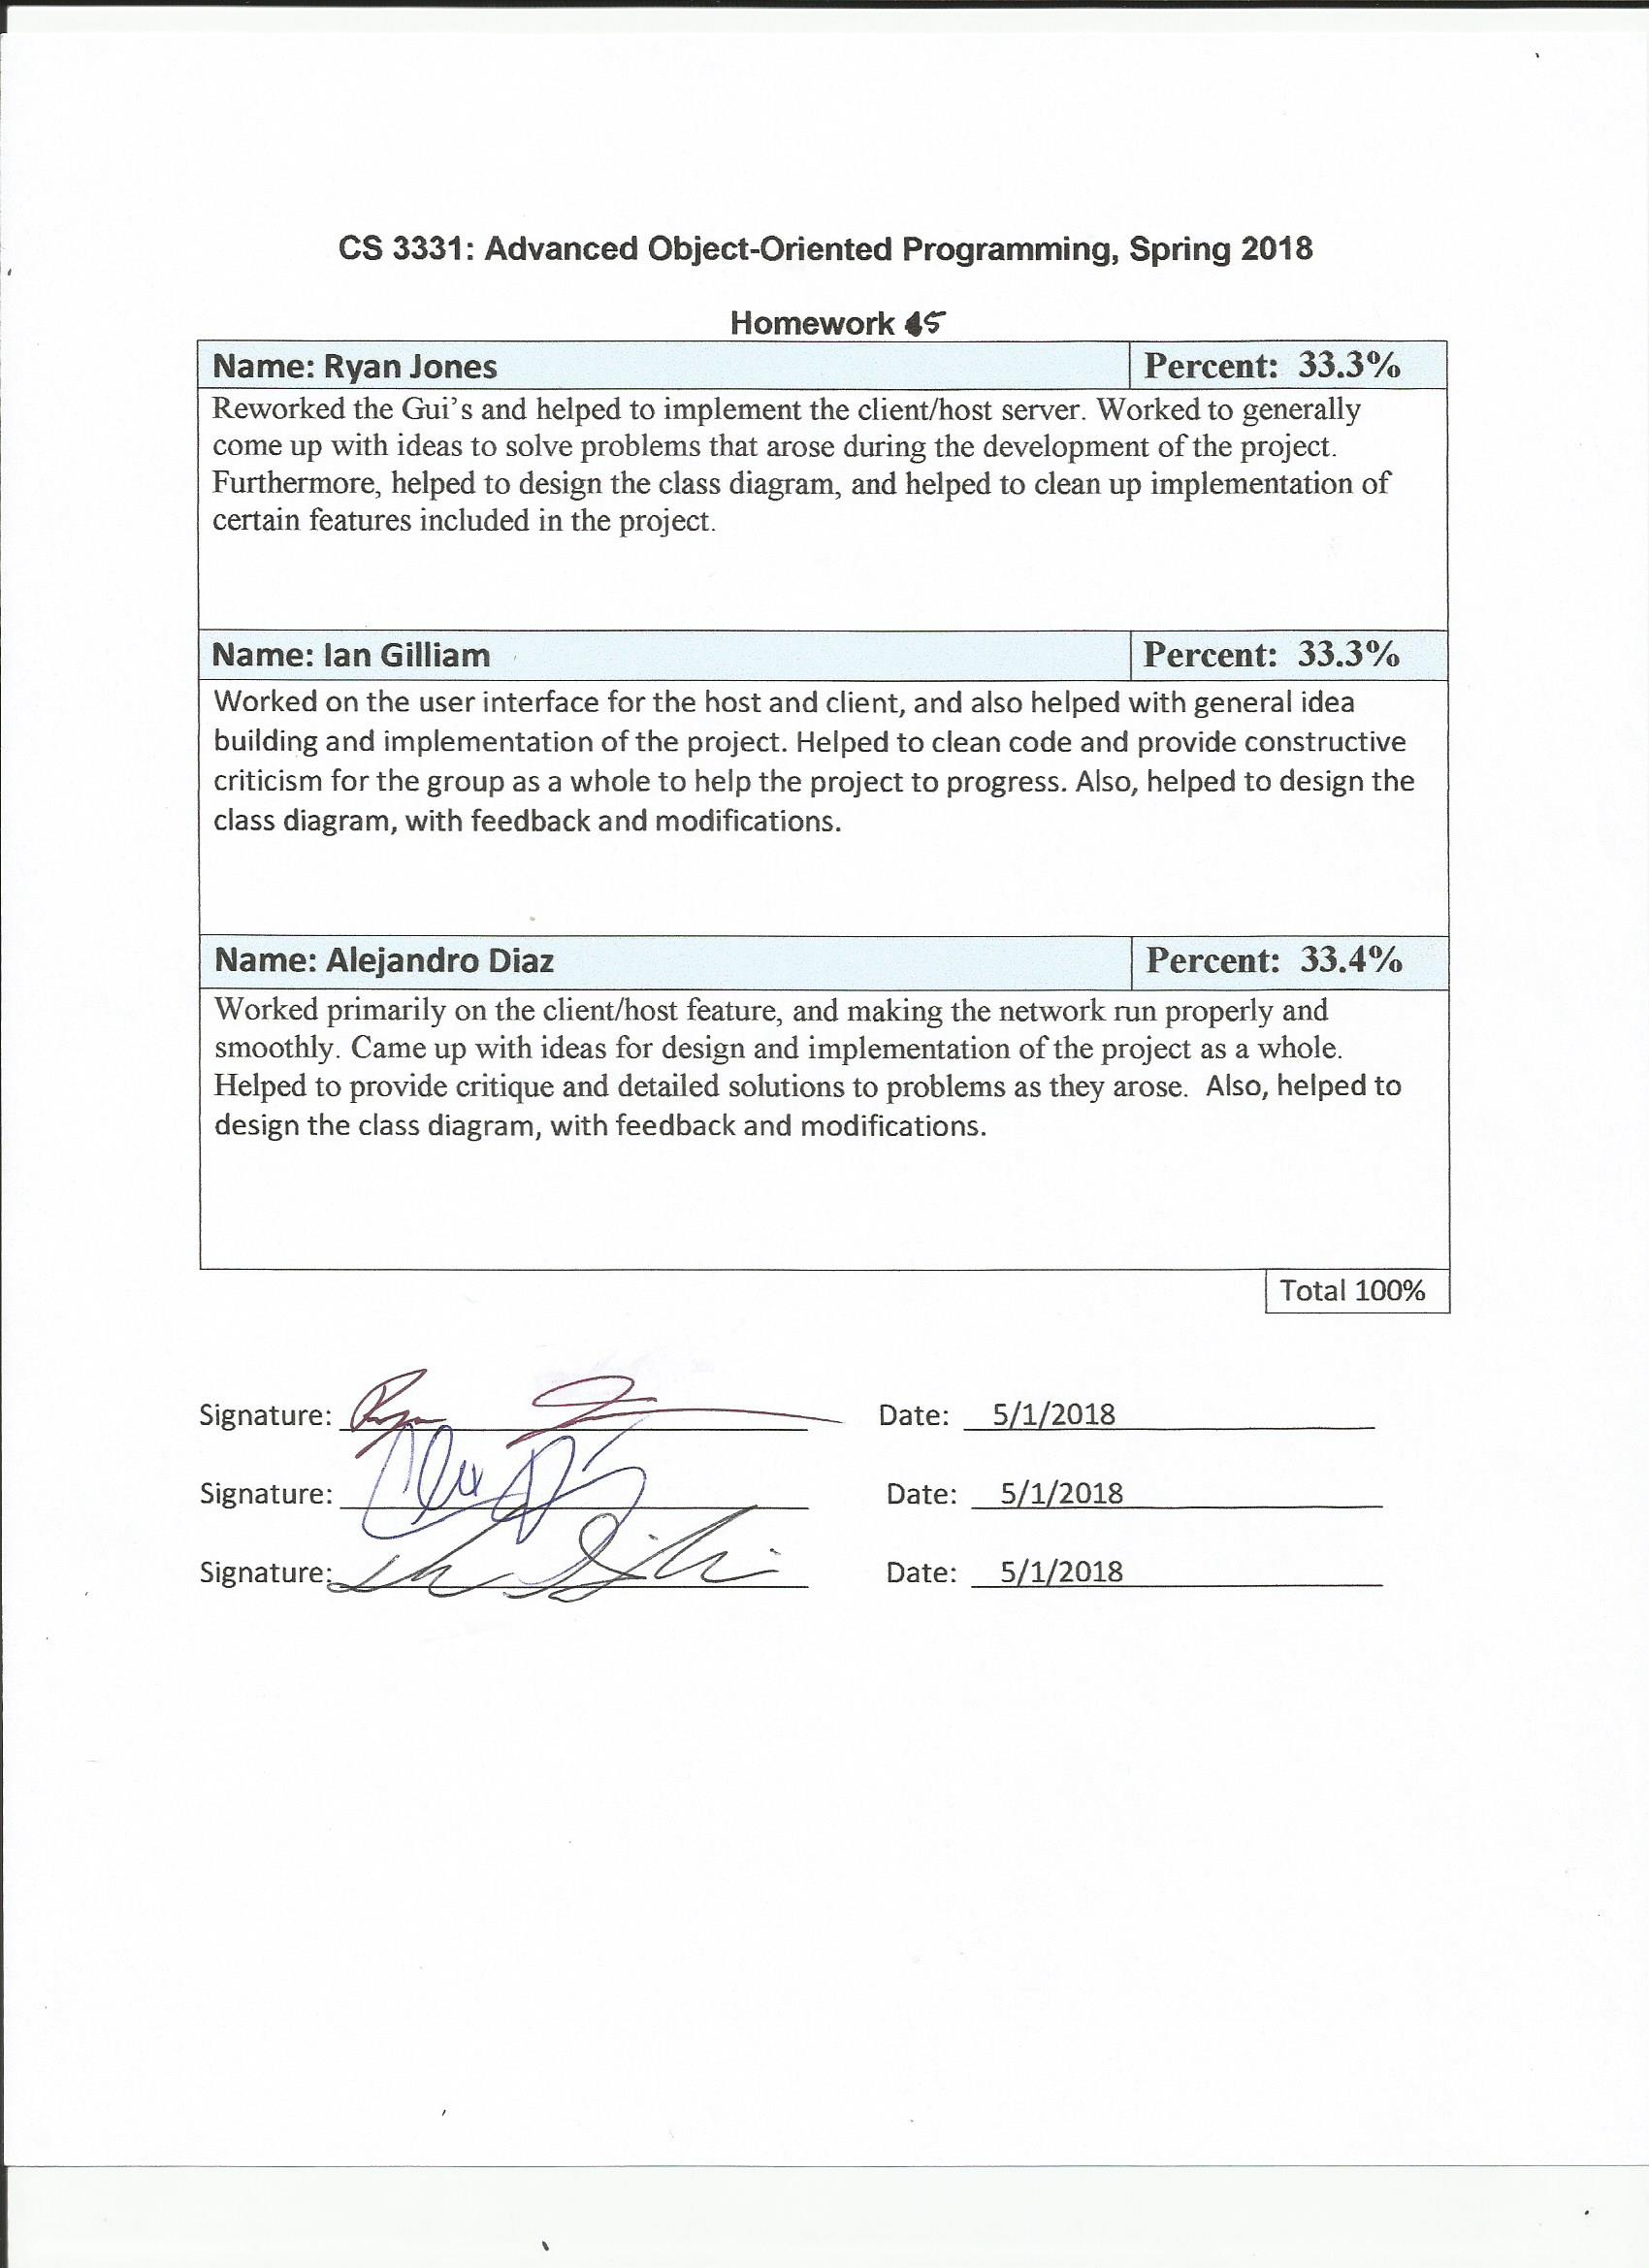 CS 3331: Advanced Object-Oriented Programming, Spring 2018
Homework 5
Name: Ryan Jones Percent: 33.3%
Reworked the Gui's and helped to implement the client/host server. Worked to generally
come up with ideas to solve problems that arose during the development of the project.
Furthermore, helped to design the class diagram, and helped to clean up implementation of
certain features included in the project.
Name: Ian Gilliam Percent: 33.3%
Worked on the user interface for the host and client, and also helped with general idea
building and implementation of the project. Helped to clean code and provide constructive
criticism for the group as a whole to help the project to progress. Also, helped to design the
class diagram, with feedback and modifications.
Name: Alejandro Diaz Percent: 33.4%
Worked primarily on the client/host feature, and making the network run properly and
smoothly. Came up with ideas for design and implementation of the project as a whole.
Helped to provide critique and detailed solutions to problems as they arose. Also, helped to
design the class diagram, with feedback and modifications.
Total 100%
Signature: Date: 5/1/2018
Signature: Date: 5/1/2018
Signature: Date: 5/1/2018